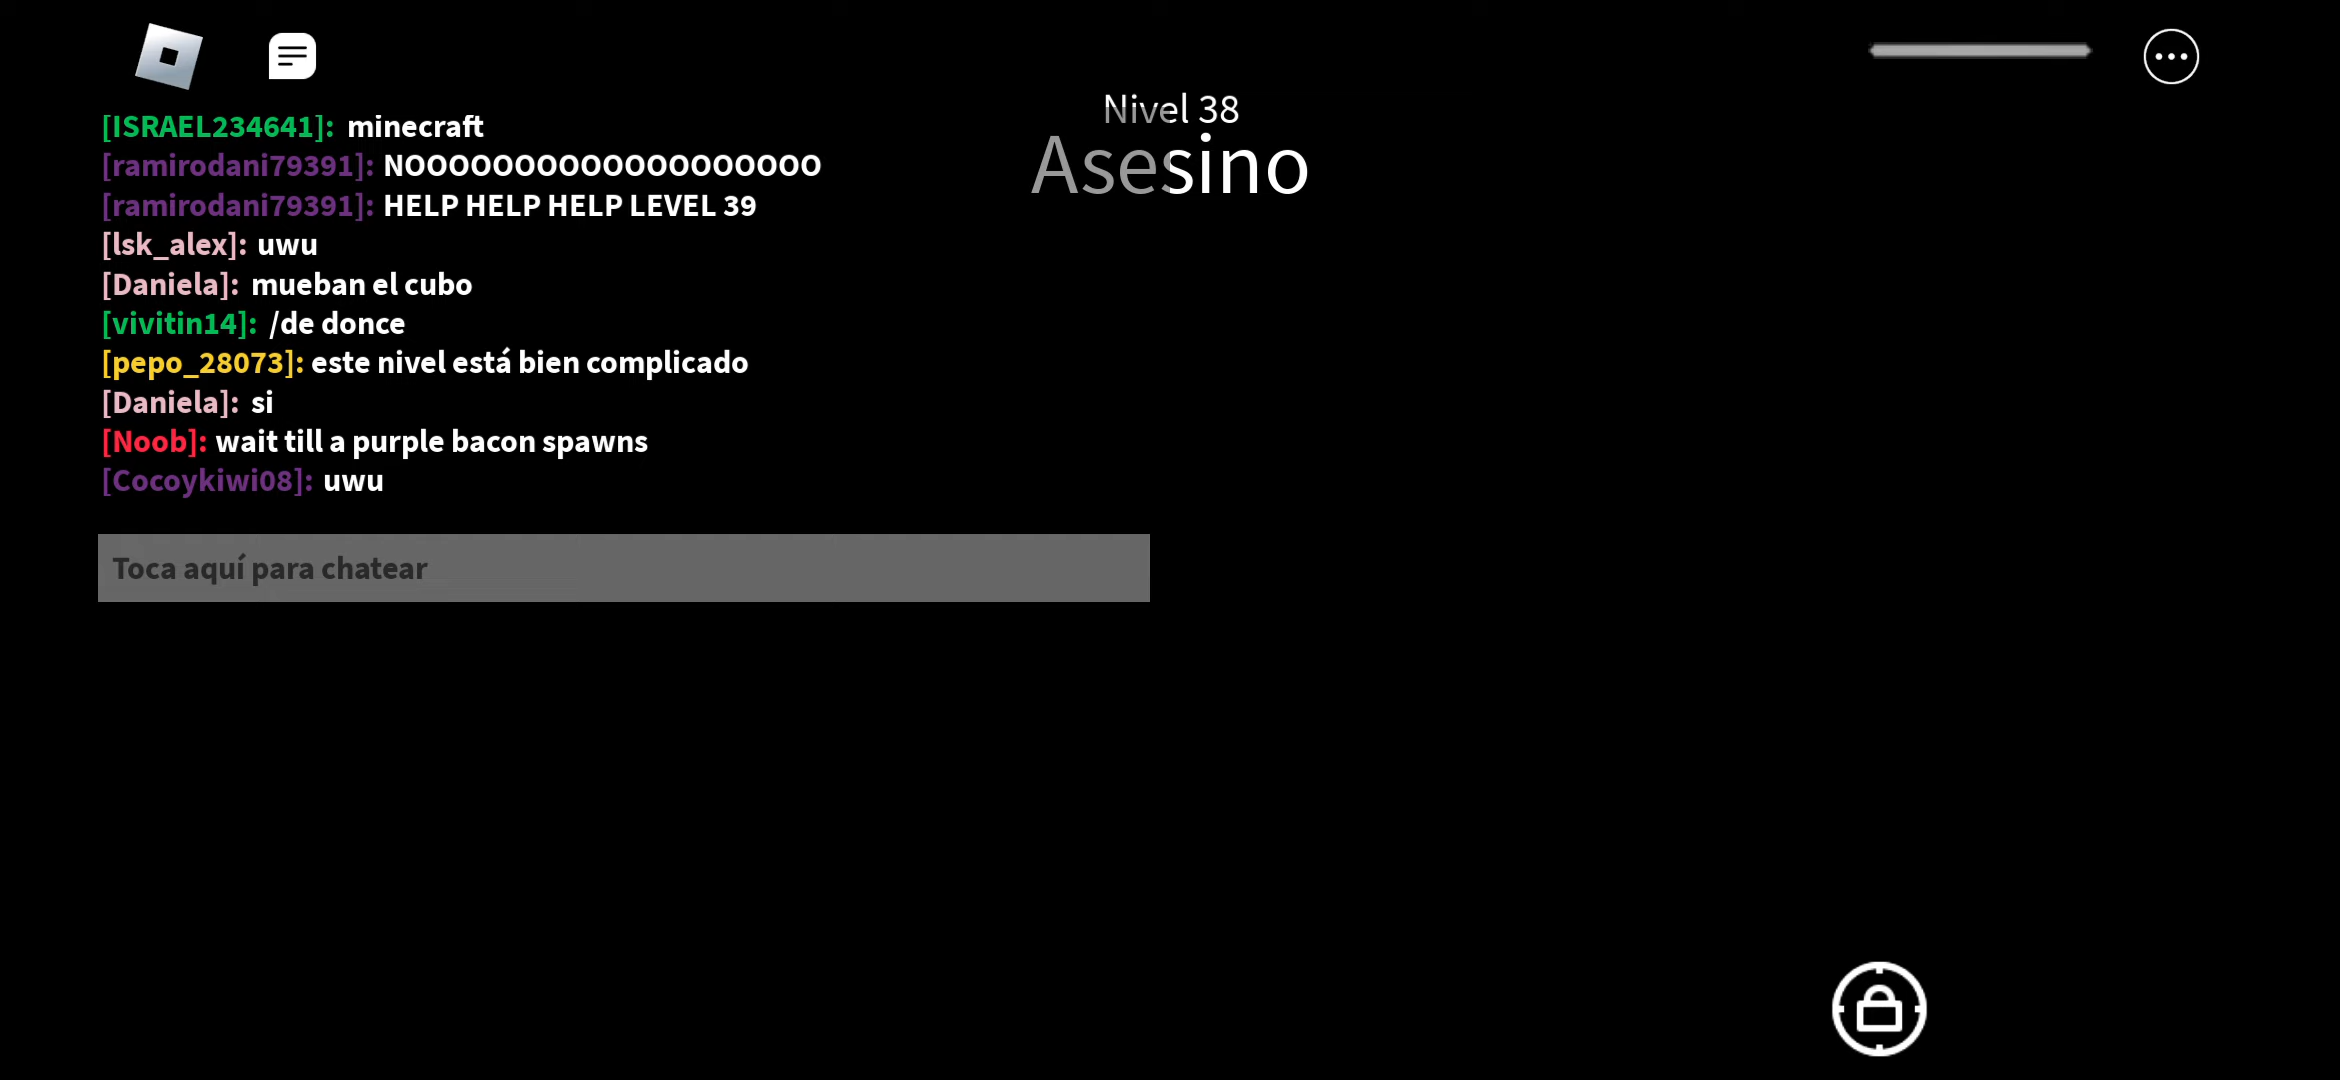 Nivel 38
Asesino
[ISRAEL234641]: minecraft
[ramirodani79391]: NOOOOOOOOOOOOOOOOOOO
[ramirodani79391]: HELP HELP HELP LEVEL 39
[lsk_alex]: uwu
[Daniela]: mueban el cubo
[vivitin14]: /de donce
[pepo_28073]: este nivel está bien complicado
[Daniela]: si
[Noob]: wait till a purple bacon spawns
[Cocoykiwi08]: uwu
Toca aquí para chatear